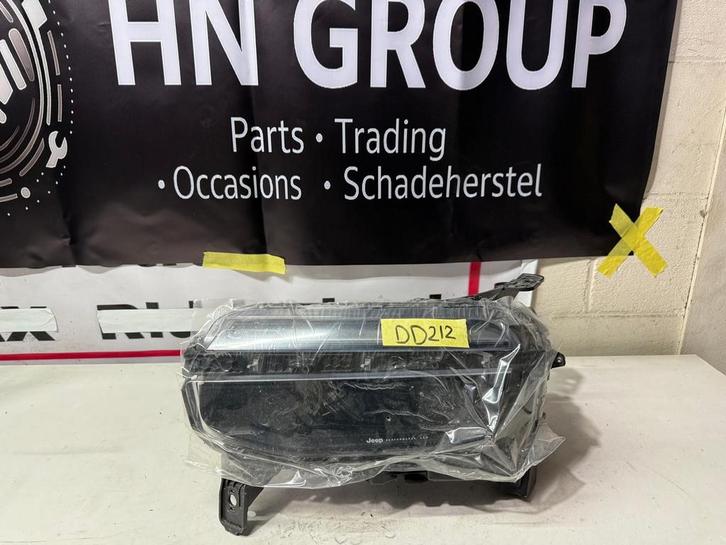 HN GROUP
Parts · Trading
· Occasions · Schadeherstel
DD212
Jeep